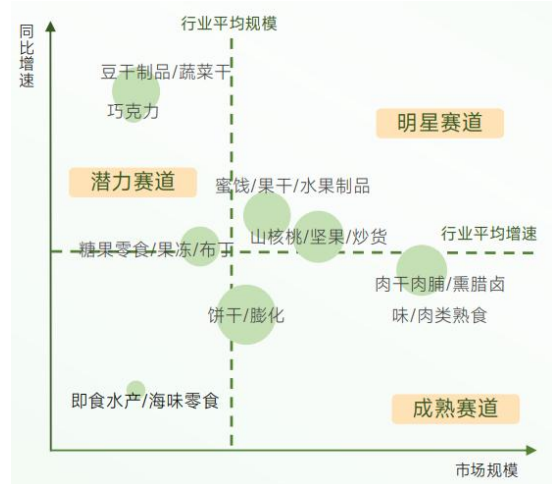 同比增速
行业平均规模
豆干制品/蔬菜干
巧克力
明星赛道
潜力赛道
蜜饯/果干/水果制品
山核桃/坚果/炒货
行业平均增速
糖果零食/果冻/布丁
肉干肉脯/熏腊卤
味/肉类熟食
饼干/膨化
即食水产/海味零食
成熟赛道
市场规模